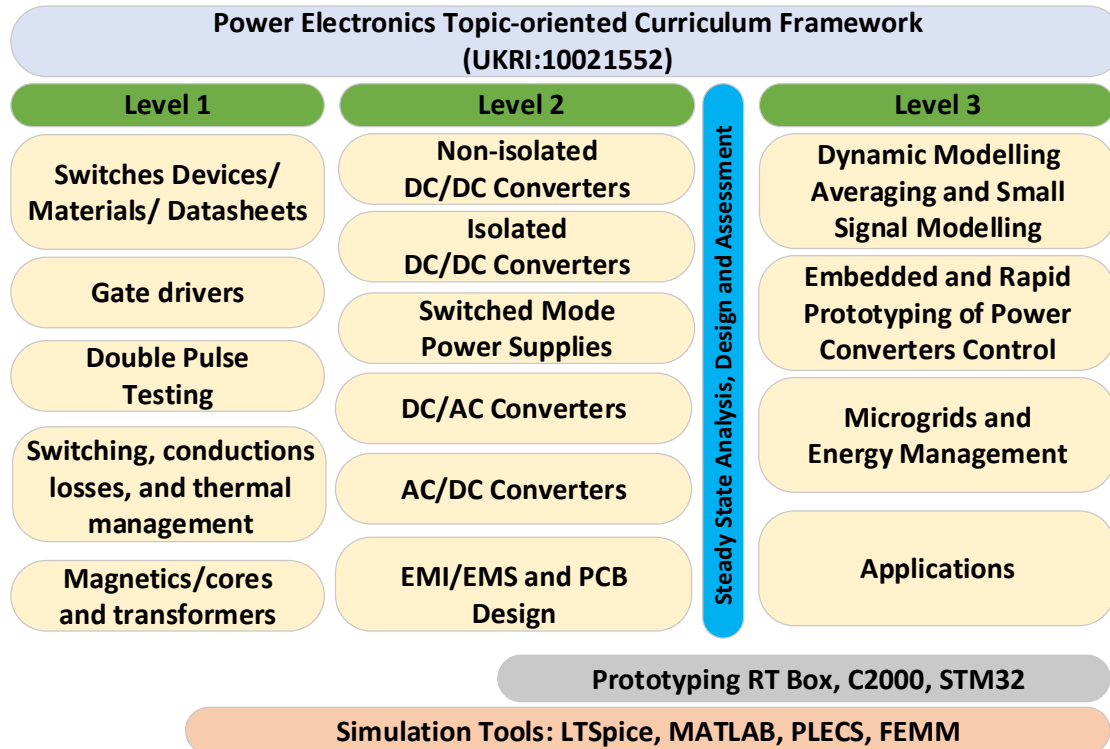 Power Electronics Topic-oriented Curriculum Framework
(UKRI:10021552)
Level 1
Switches Devices/
Materials/ Datasheets
Gate drivers
Double Pulse
Testing
Switching, conductions
losses, and thermal
management
Magnetics/cores
and transformers
Level 2
Non-isolated
DC/DC Converters
Isolated
DC/DC Converters
Switched Mode
Power Supplies
DC/AC Converters
AC/DC Converters
EMI/EMS and PCB
Design
Steady State Analysis, Design and Assessment
Level 3
Dynamic Modelling
Averaging and Small
Signal Modelling
Embedded and Rapid
Prototyping of Power
Converters Control
Microgrids and
Energy Management
Applications
Prototyping RT Box, C2000, STM32
Simulation Tools: LTSpice, MATLAB, PLECS, FEMM